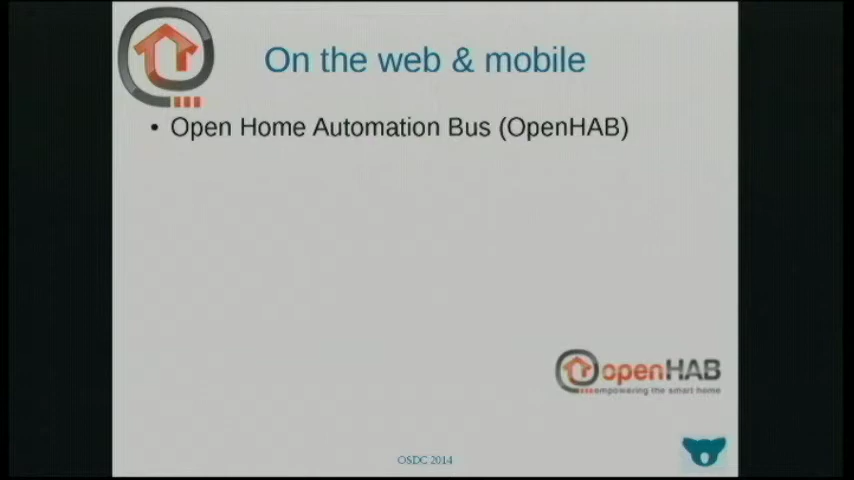 On the web & mobile
• Open Home Automation Bus (OpenHAB)
openHAB
empowering the smart home
OSDC 2014